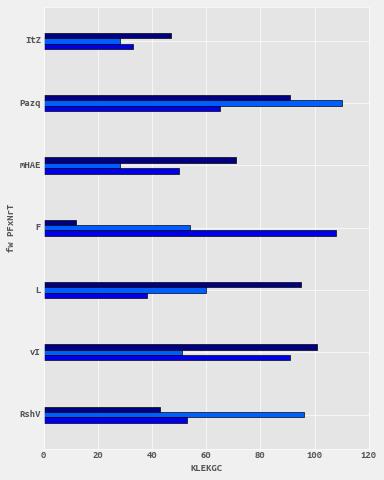 ItZ
Pazq
mHAE
F
L
vI
RshV
fw PFxNrT
0 20 40 60 80 100 120
KLEKGC